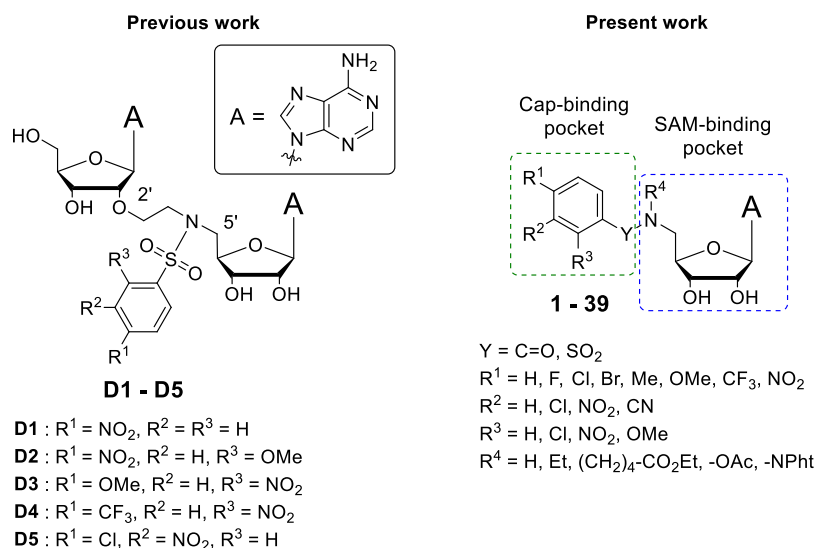 Previous work
A =
NH₂
N
N
N
N
A
HO
O
OH
O
2'
N
5'
A
O
O
S
O
R³
R²
R¹
OH OH
D1 - D5
D1 : R¹ = NO₂, R² = R³ = H
D2 : R¹ = NO₂, R² = H, R³ = OMe
D3 : R¹ = OMe, R² = H, R³ = NO₂
D4 : R¹ = CF₃, R² = H, R³ = NO₂
D5 : R¹ = Cl, R² = NO₂, R³ = H
Present work
Cap-binding
pocket
SAM-binding
pocket
R¹
R²
R³
Y
R⁴
N
A
O
OH OH
1 - 39
Y = C=O, SO₂
R¹ = H, F, Cl, Br, Me, OMe, CF₃, NO₂
R² = H, Cl, NO₂, CN
R³ = H, Cl, NO₂, OMe
R⁴ = H, Et, (CH₂)₄-CO₂Et, -OAc, -NPht